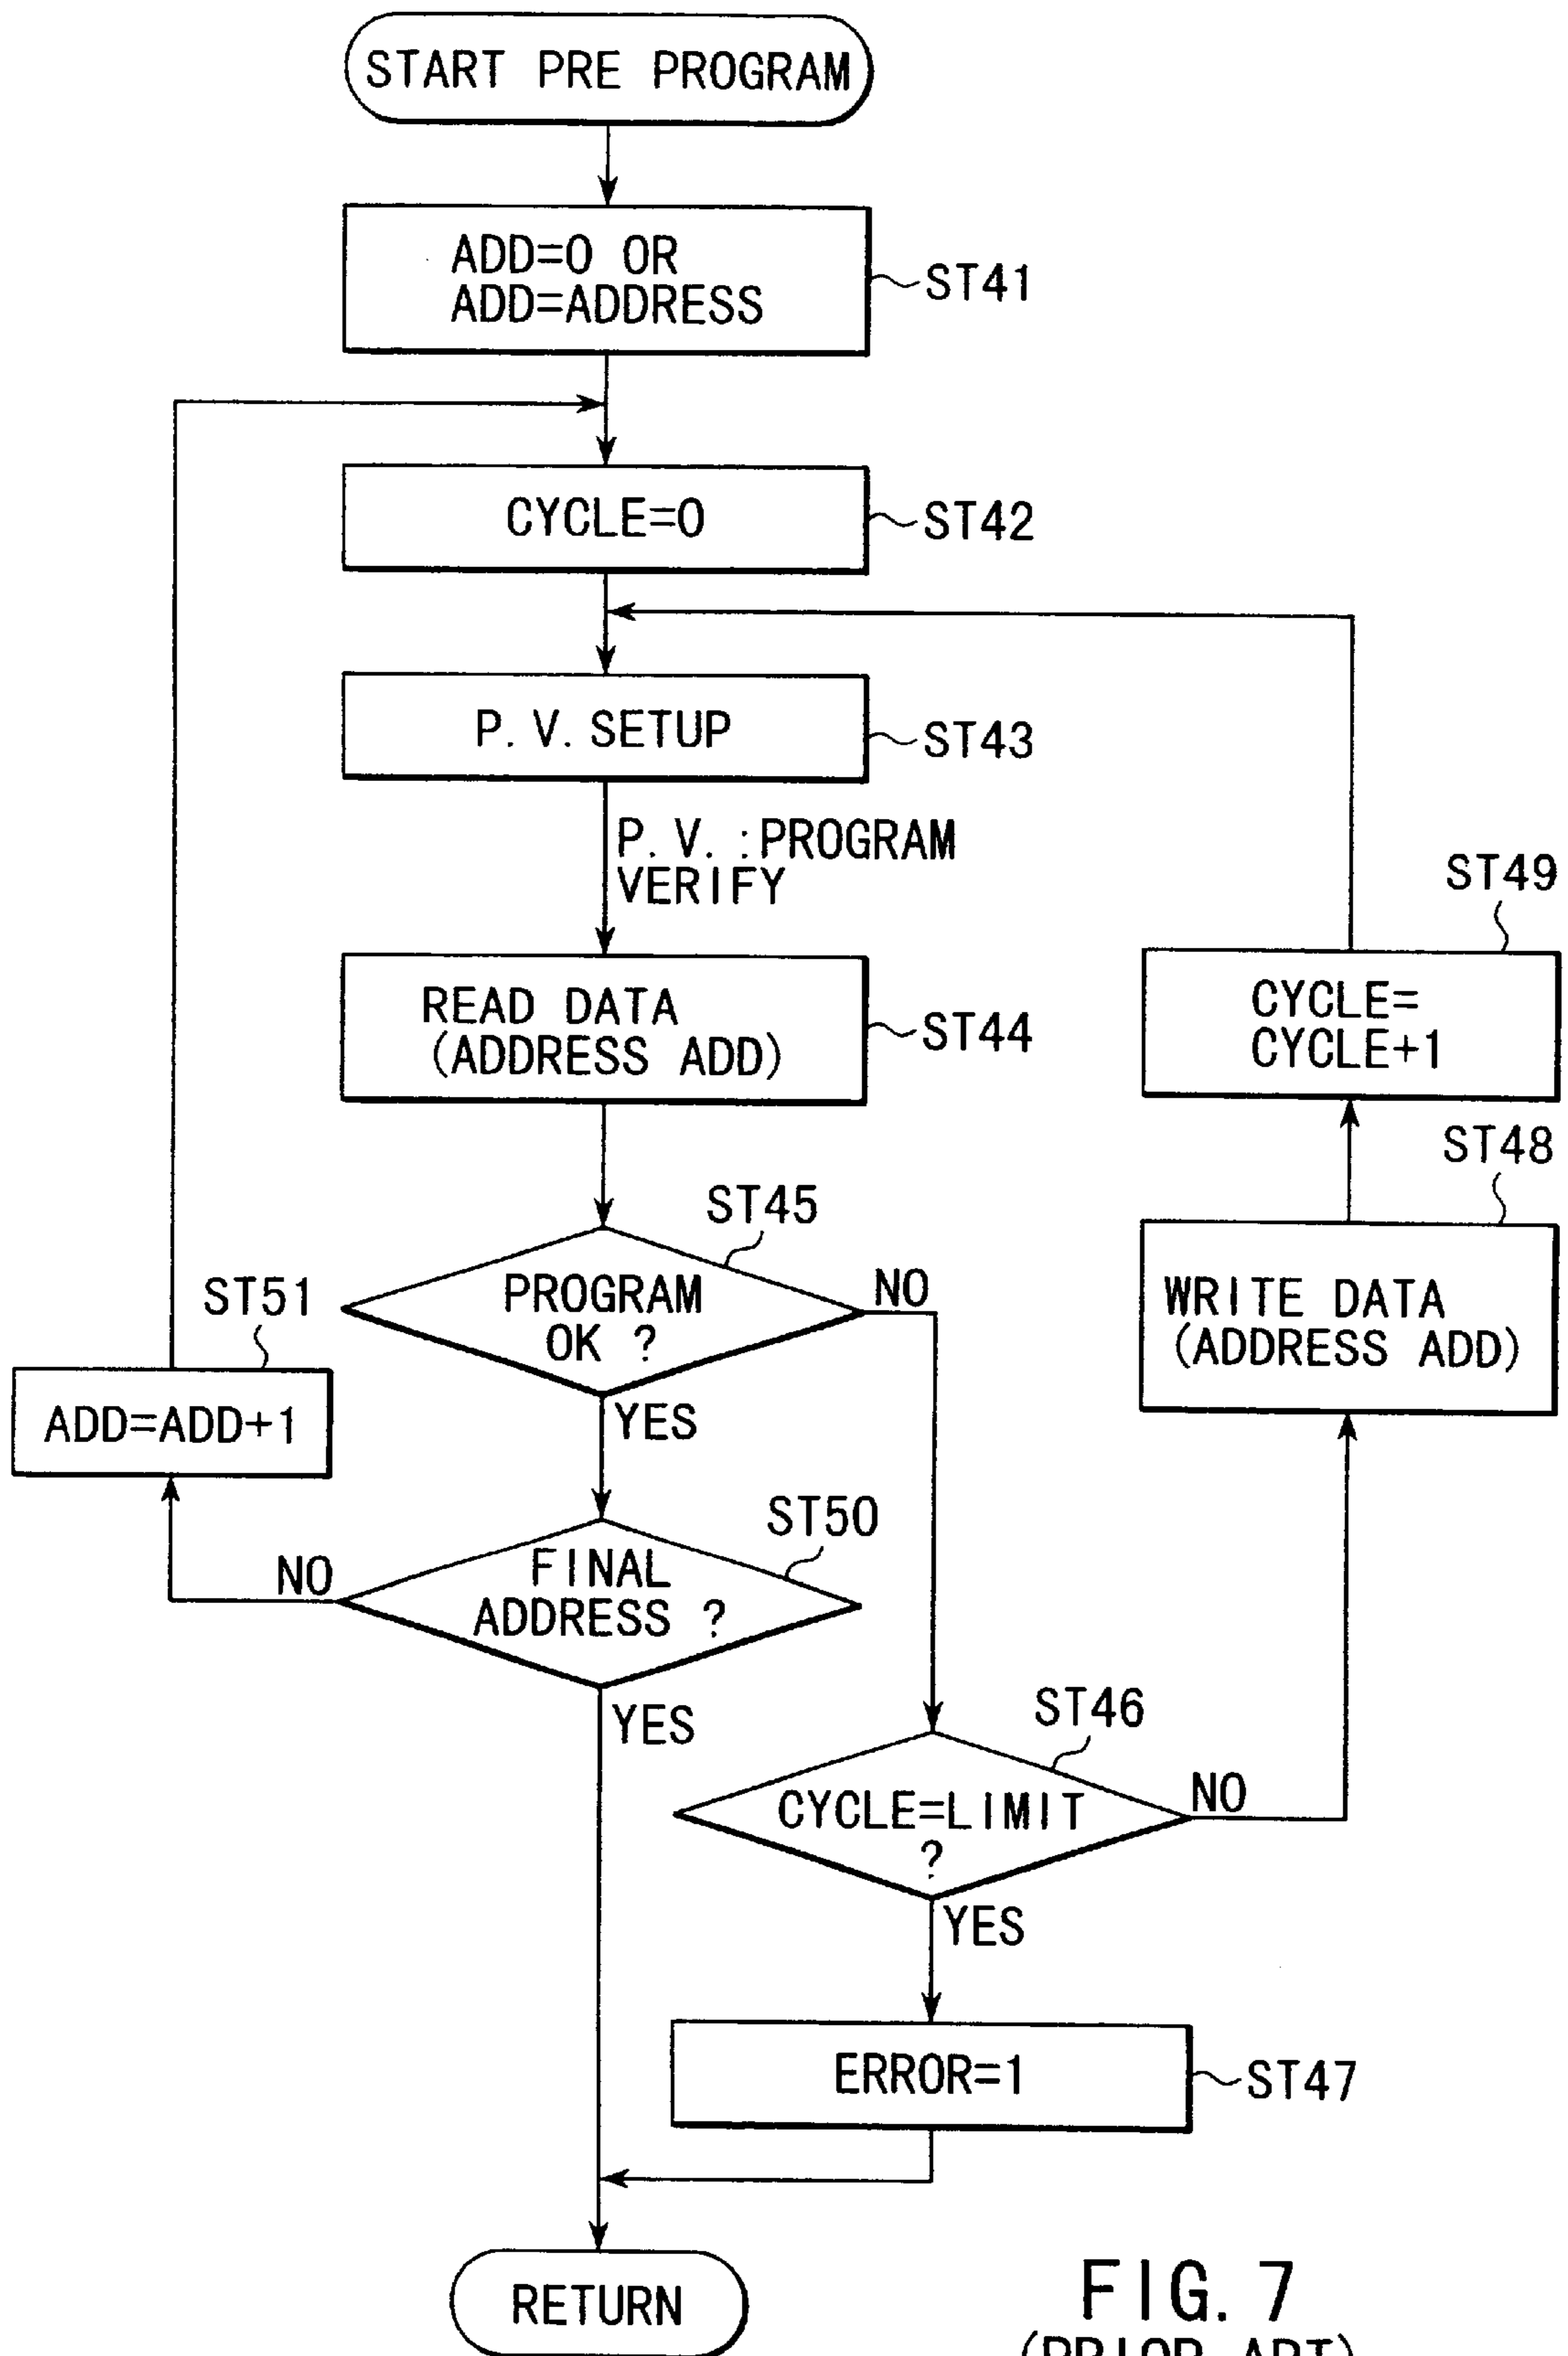 START PRE PROGRAM
ADD=0 OR
ADD=ADDRESS
ST41
CYCLE=0
ST42
P. V. SETUP
ST43
P. V. :PROGRAM
VERIFY
READ DATA
(ADDRESS ADD)
ST44
ST49
CYCLE=
CYCLE+1
ST48
WRITE DATA
(ADDRESS ADD)
ST45
PROGRAM
OK ?
NO
YES
ST51
ADD=ADD+1
ST50
FINAL
ADDRESS ?
NO
YES
ST46
CYCLE=LIMIT
?
NO
YES
ERROR=1
ST47
RETURN
FIG. 7
(PRIOR ART)